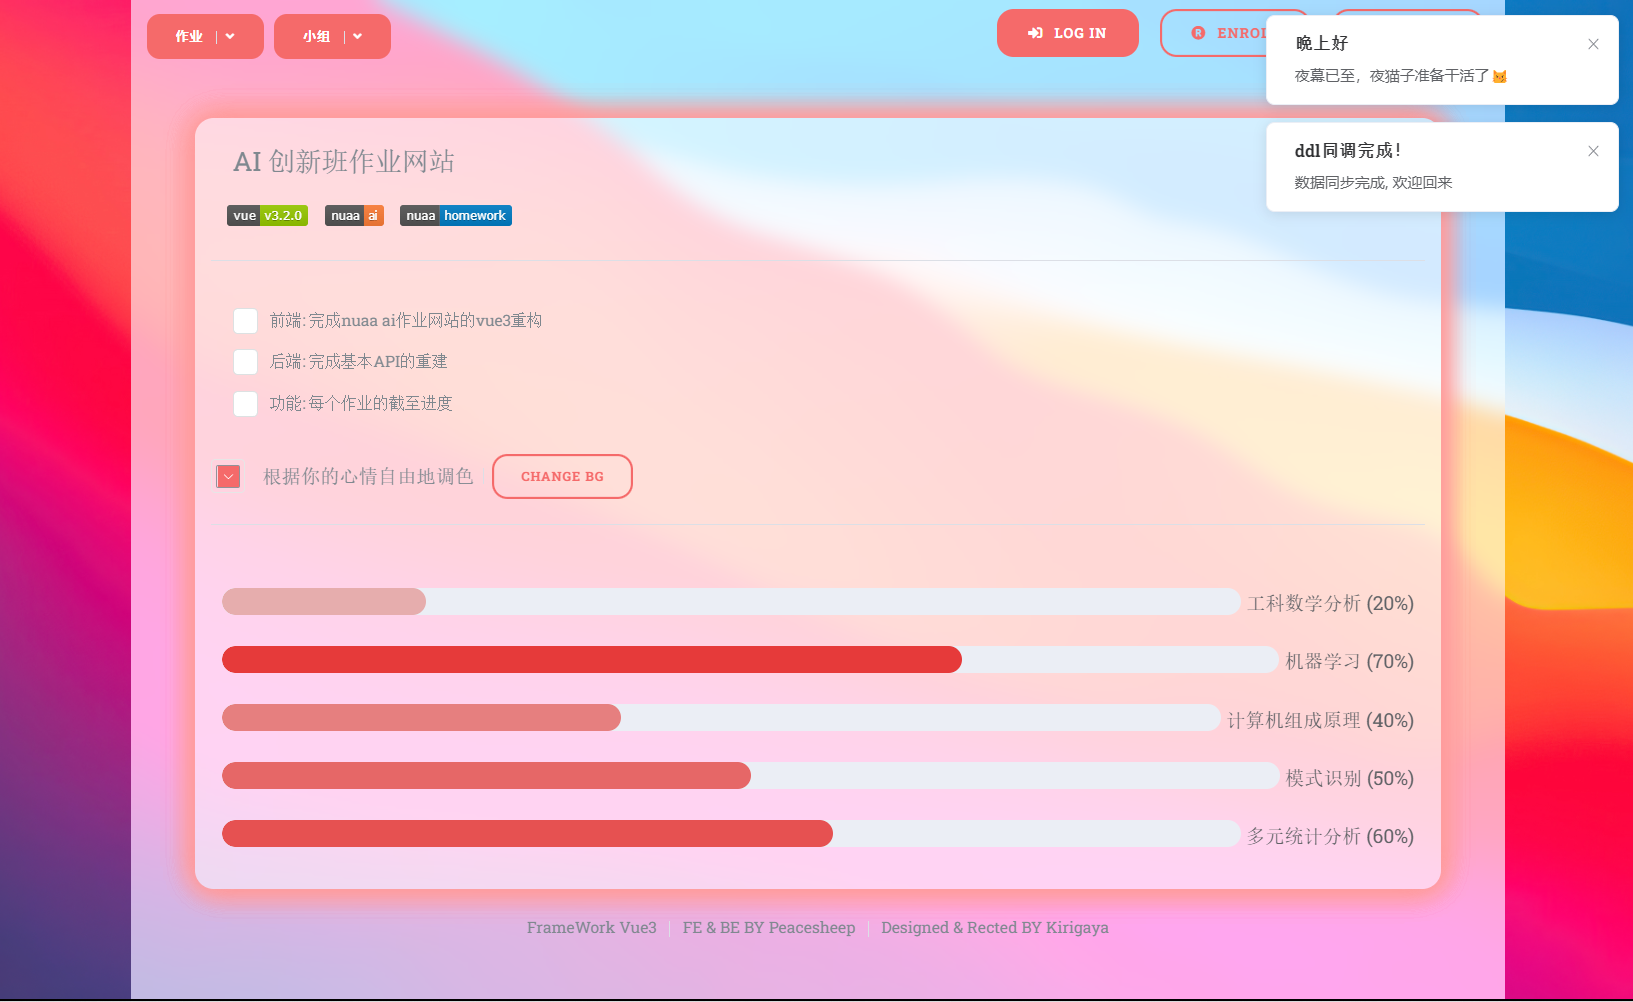 作业
小组
LOG IN
晚上好
夜幕已至，夜猫子准备干活了
ddl同调完成！
数据同步完成, 欢迎回来
AI 创新班作业网站
vue v3.2.0 nuaa ai nuaa homework
前端: 完成nuaa ai作业网站的vue3重构
后端: 完成基本API的重建
功能: 每个作业的截至进度
根据你的心情自由地调色 CHANGE BG
工科数学分析 (20%)
机器学习 (70%)
计算机组成原理 (40%)
模式识别 (50%)
多元统计分析 (60%)
FrameWork Vue3 FE & BE BY Peacesheep Designed & Rected BY Kirigaya